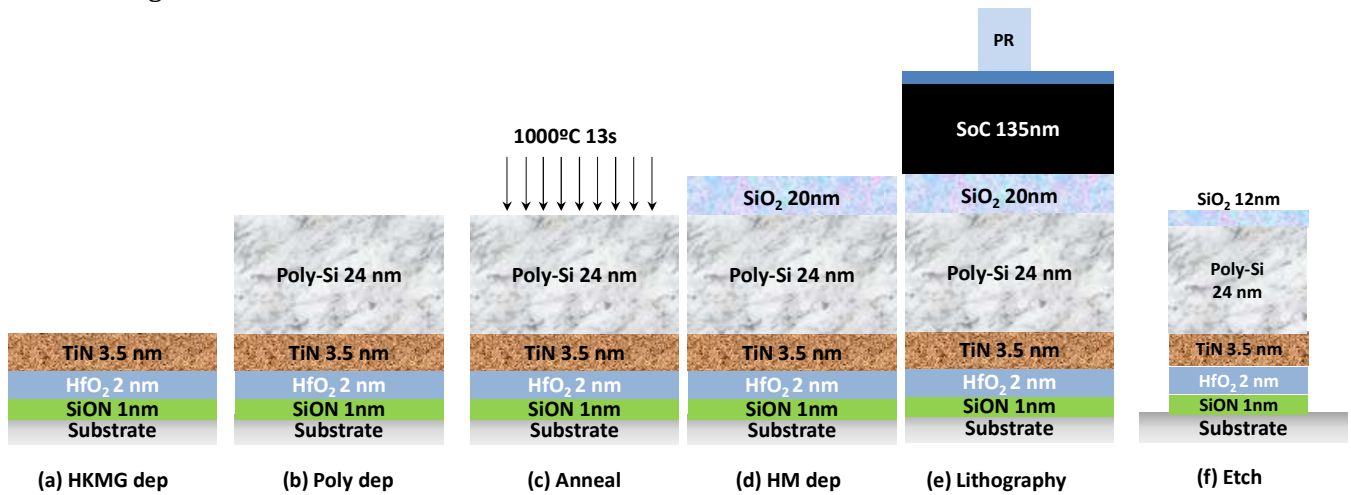 PR
SoC 135nm
1000ºC 13s
SiO2 20nm
SiO2 20nm
SiO2 12nm
Poly-Si 24 nm
Poly-Si 24 nm
Poly-Si 24 nm
Poly-Si 24 nm
Poly-Si
24 nm
TiN 3.5 nm
TiN 3.5 nm
TiN 3.5 nm
TiN 3.5 nm
TiN 3.5 nm
TiN 3.5 nm
HfO2 2 nm
HfO2 2 nm
HfO2 2 nm
HfO2 2 nm
HfO2 2 nm
HfO2 2 nm
SiON 1nm
SiON 1nm
SiON 1nm
SiON 1nm
SiON 1nm
SiON 1nm
Substrate
Substrate
Substrate
Substrate
Substrate
Substrate
(a) HKMG dep
(b) Poly dep
(c) Anneal
(d) HM dep
(e) Lithography
(f) Etch